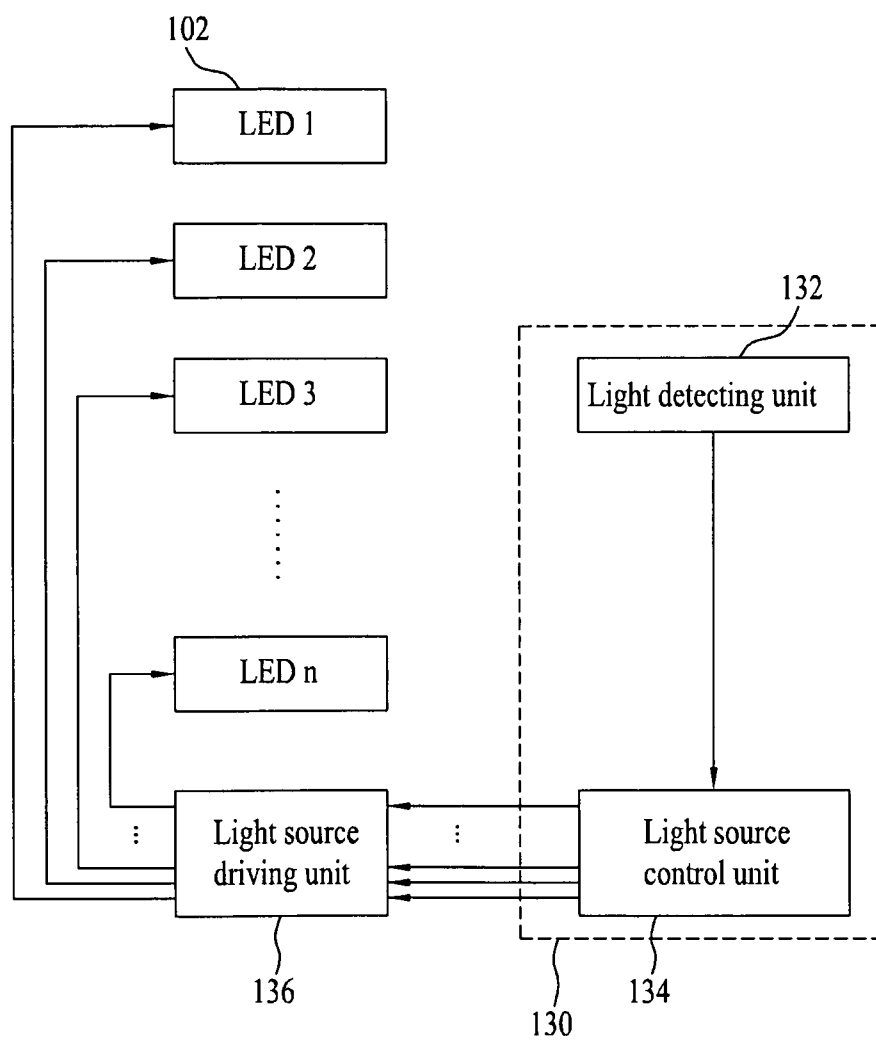 102
LED 1
LED 2
132
LED 3
Light detecting unit
LED n
Light source
driving unit
Light source
control unit
136
130
134